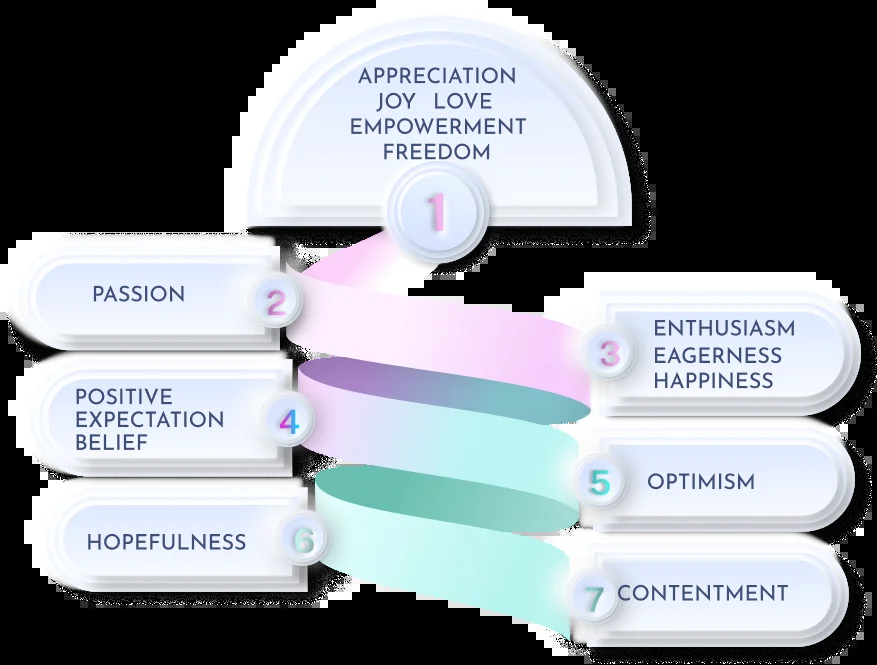 APPRECIATION
JOY LOVE
EMPOWERMENT
FREEDOM
1
PASSION
2
3
ENTHUSIASM
EAGERNESS
HAPPINESS
POSITIVE
EXPECTATION
BELIEF
4
5
OPTIMISM
HOPEFULNESS
6
7
CONTENTMENT